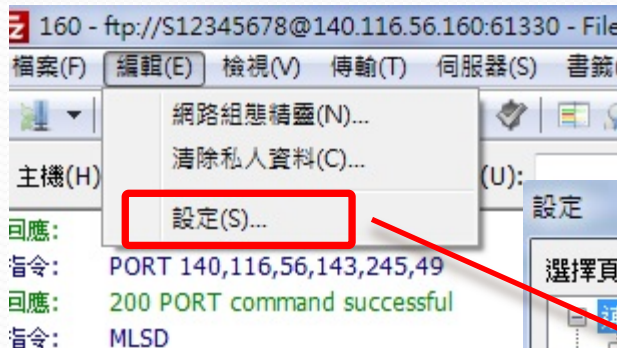 160 - ftp://S12345678@140.116.56.160:61330 - File
檔案(F) 編輯(E) 檢視(V) 傳輸(T) 伺服器(S) 書籤(
網路組態精靈(N)...
清除私人資料(C)...
主機(H) (U):
設定(S)...
設定
回應:
指令: PORT 140,116,56,143,245,49
選擇頁
回應: 200 PORT command successful
指令: MLSD